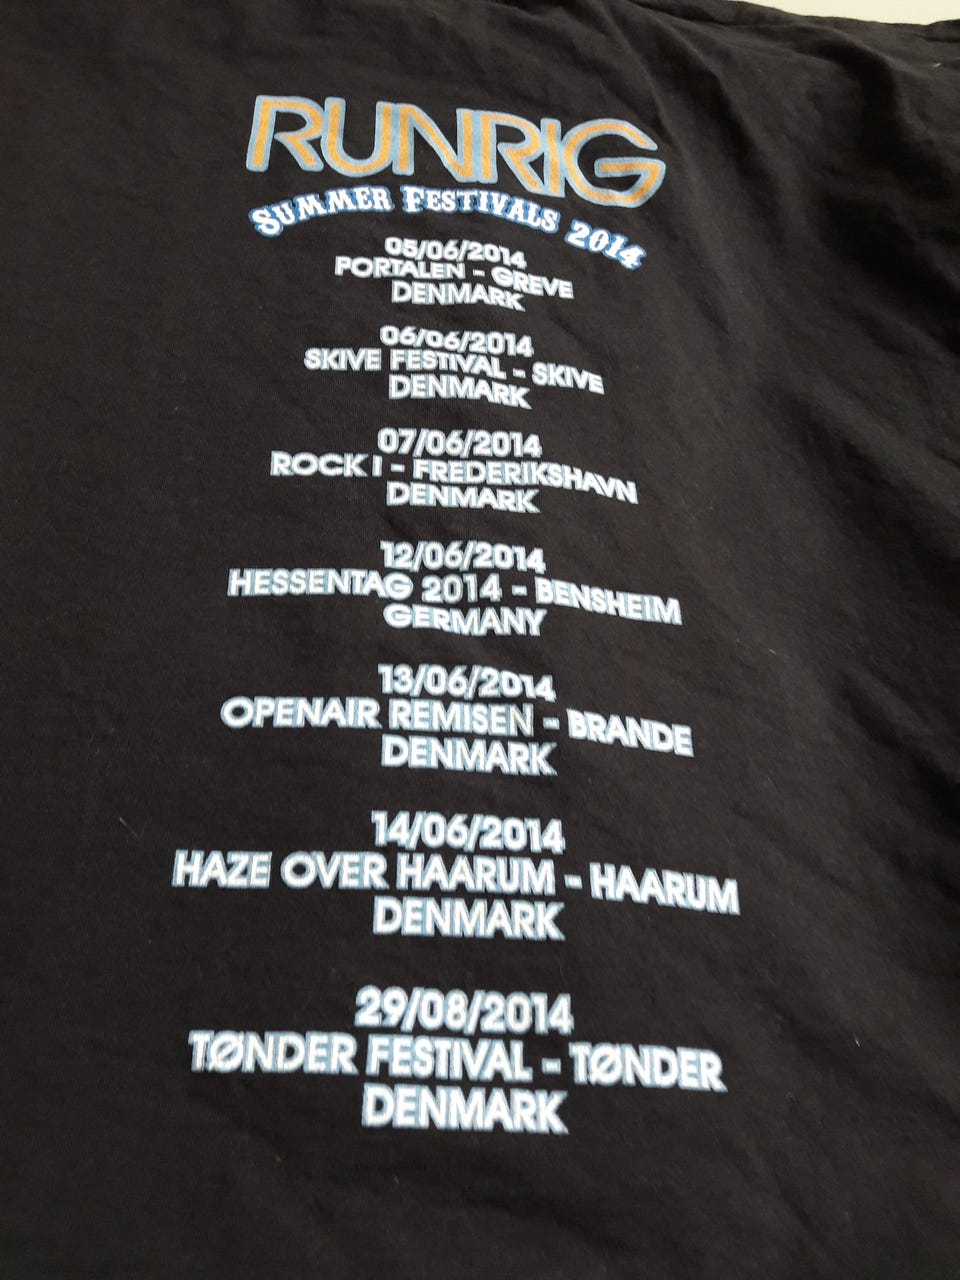 RUNRIG
SUMMER FESTIVALS 2014
05/06/2014
PORTALEN - GREVE
DENMARK
06/06/2014
SKIVE FESTIVAL - SKIVE
DENMARK
07/06/2014
ROCK I - FREDERIKSHAVN
DENMARK
12/06/2014
HESSENTAG 2014 - BENSHEIM
GERMANY
13/06/2014
OPENAIR REMISEN - BRANDE
DENMARK
14/06/2014
HAZE OVER HAARUM - HAARUM
DENMARK
29/08/2014
TØNDER FESTIVAL - TØNDER
DENMARK